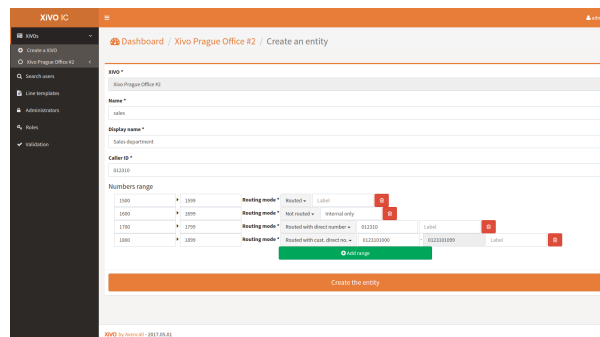 XiVO IC
XiVOs
Create a XiVO
Xivo Prague Office #2
Search users
Line templates
Administrators
Roles
Validation
Dashboard / Xivo Prague Office #2 / Create an entity
XiVO *
Xivo Prague Office #2
Name *
sales
Display name *
Sales department
Caller ID *
012310
Numbers range
1500 1599 Routing mode * Routed Label
1600 1699 Routing mode * Not routed Internal only
1700 1799 Routing mode * Routed with direct number 012310 Label
1800 1899 Routing mode * Routed with cust. direct no. 0123101000 - 0123101099 Label
Add range
Create the entity
XiVO by Avencall - 2017.05.01